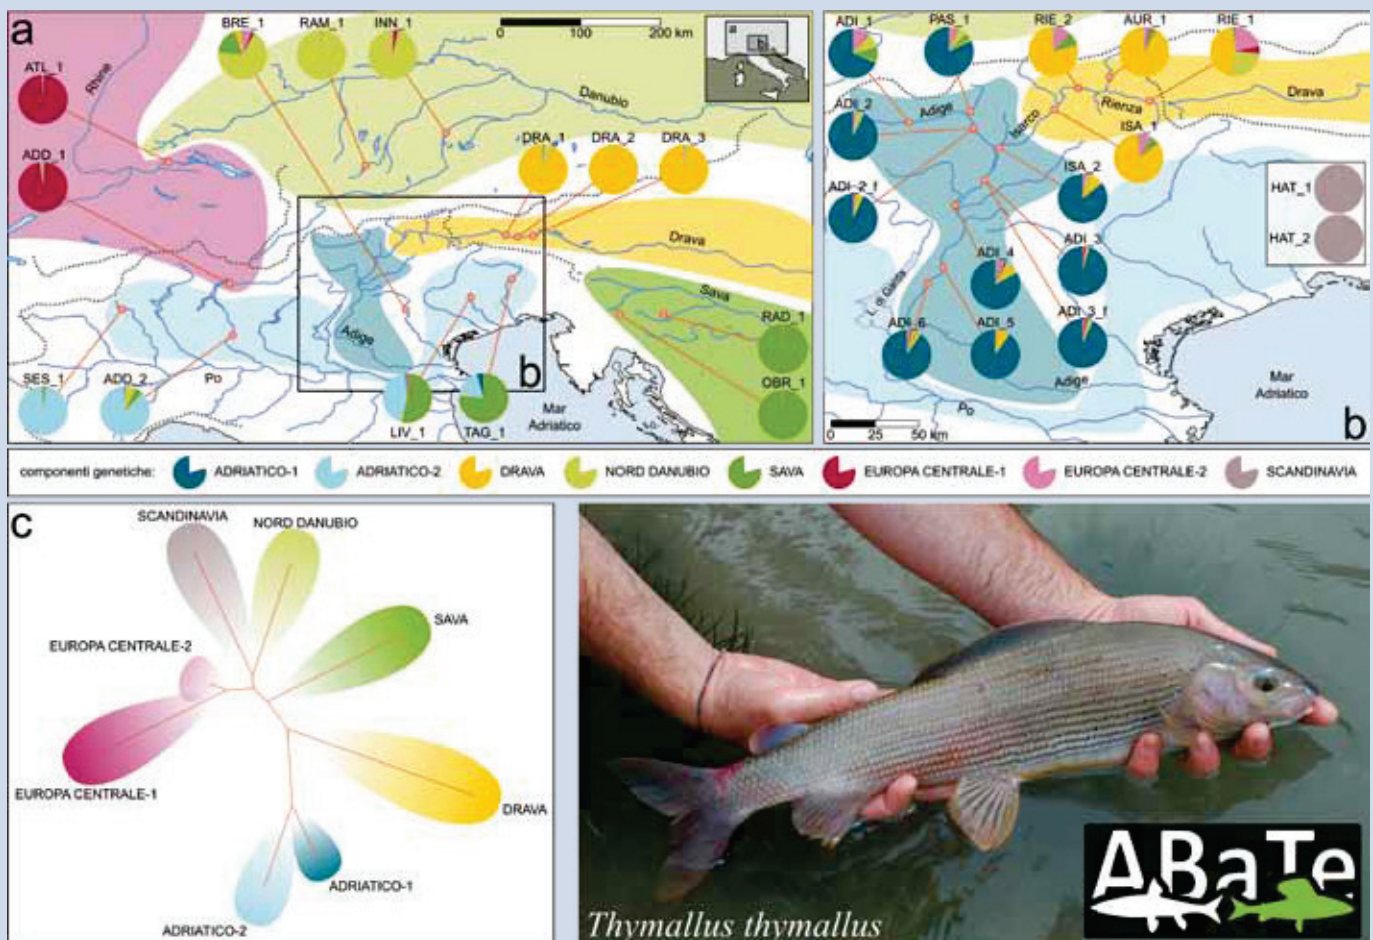 a
BRE_1
RAM_1
INN_1
0 100 200 km
a
b
ATL_1
Rhine
Danubio
ADD_1
DRA_1
DRA_2
DRA_3
Drava
Sava
RAD_1
Adige
SES_1
ADD_2
Po
b
OBR_1
LIV_1
TAG_1
Mar
Adriatico
ADI_1
PAS_1
RIE_2
AUR_1
RIE_1
Adige
Isarco
Rienza
Drava
ADI_2
ISA_1
ISA_2
HAT_1
ADI_2_f
HAT_2
L. di Garda
ADI_4
ADI_3
ADI_6
ADI_5
ADI_3_f
Adige
Mar
Adriatico
Po
0 25 50 km
b
componenti genetiche:
ADRIATICO-1
ADRIATICO-2
DRAVA
NORD DANUBIO
SAVA
EUROPA CENTRALE-1
EUROPA CENTRALE-2
SCANDINAVIA
c
SCANDINAVIA
NORD DANUBIO
SAVA
EUROPA CENTRALE-2
EUROPA CENTRALE-1
DRAVA
ADRIATICO-1
ADRIATICO-2
Thymallus thymallus
ABaTe